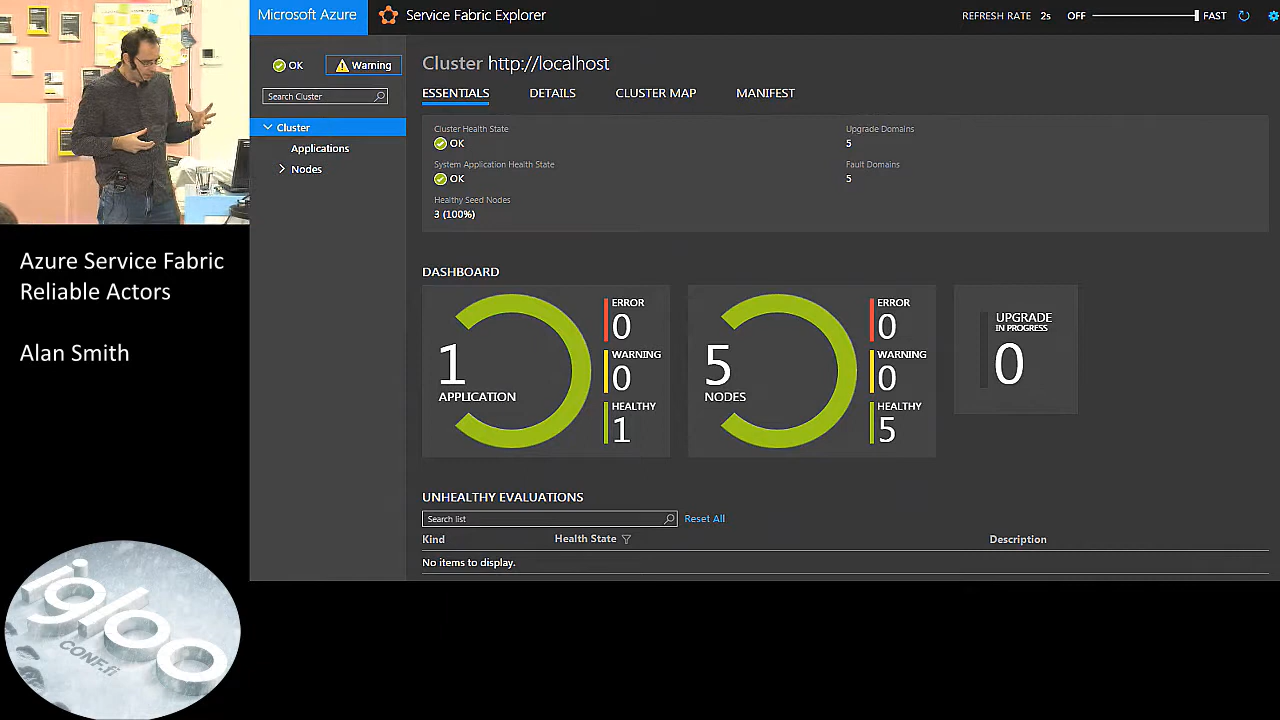 Microsoft Azure
Service Fabric Explorer
REFRESH RATE 2s OFF FAST
OK
Warning
Search Cluster
Cluster
Applications
Nodes
Cluster http://localhost
ESSENTIALS DETAILS CLUSTER MAP MANIFEST
Cluster Health State
OK
System Application Health State
OK
Healthy Seed Nodes
3 (100%)
Upgrade Domains
5
Fault Domains
5
DASHBOARD
1
APPLICATION
ERROR
0
WARNING
0
HEALTHY
1
5
NODES
ERROR
0
WARNING
0
HEALTHY
5
UPGRADE
IN PROGRESS
0
UNHEALTHY EVALUATIONS
Search list
Reset All
Kind Health State Description
No items to display.
Azure Service Fabric
Reliable Actors
Alan Smith
igloo
CONF.fi